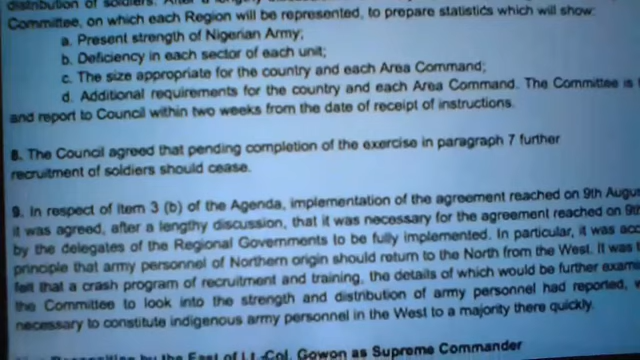 distribution of soldiers. After a lengthy
Committee, on which each Region will be represented, to prepare statistics which will show:
a. Present strength of Nigerian Army;
b. Deficiency in each sector of each unit;
c. The size appropriate for the country and each Area Command;
d. Additional requirements for the country and each Area Command. The Committee is
and report to Council within two weeks from the date of receipt of instructions.
8. The Council agreed that pending completion of the exercise in paragraph 7 further
recruitment of soldiers should cease.
9. In respect of item 3 (b) of the Agenda, implementation of the agreement reached on 9th
it was agreed, after a lengthy discussion, that it was necessary for the agreement reached on
by the delegates of the Regional Governments to be fully implemented. In particular, it was
principle that army personnel of Northern origin should return to the North from the West. It was
felt that a crash program of recruitment and training, the details of which would be further
the Committee to look into the strength and distribution of army personnel had reported,
necessary to constitute indigenous army personnel in the West to a majority there quickly.
by the East of Lt.-Col. Gowon as Supreme Commander